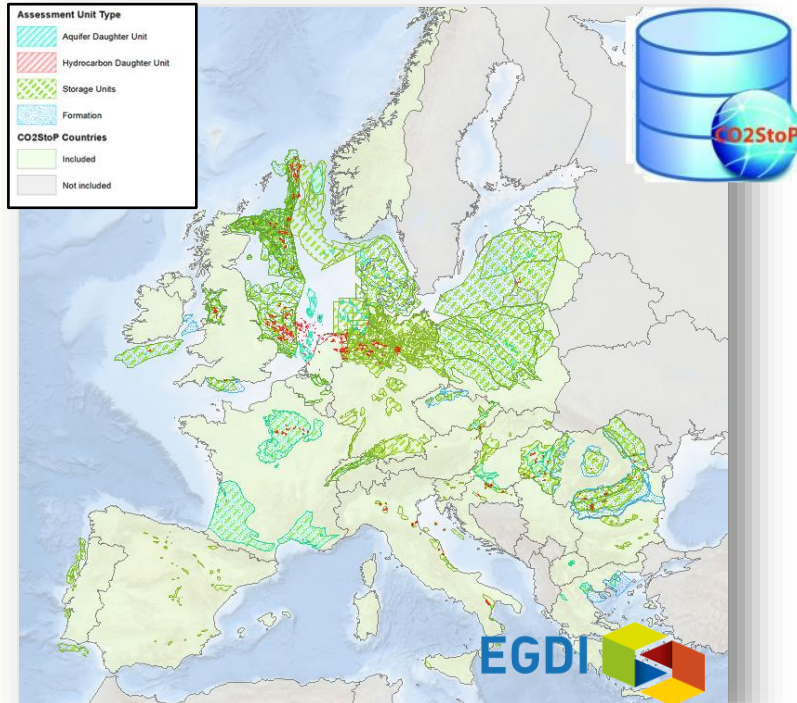 Assessment Unit Type
Aquifer Daughter Unit
Hydrocarbon Daughter Unit
Storage Units
Formation
CO2StoP Countries
Included
Not included
CO2StoP
EGDI